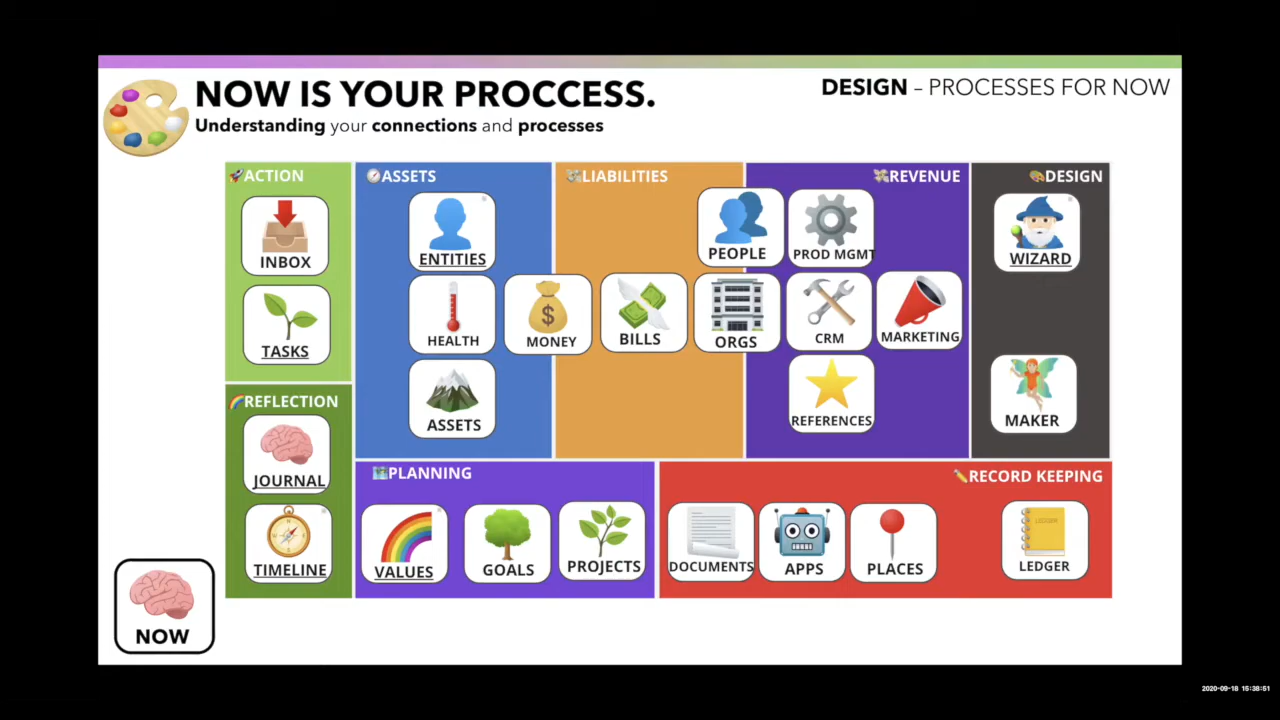 NOW IS YOUR PROCCESS.
Understanding your connections and processes
DESIGN – PROCESSES FOR NOW
ACTION
INBOX
TASKS
REFLECTION
JOURNAL
TIMELINE
ASSETS
ENTITIES
HEALTH
MONEY
ASSETS
LIABILITIES
BILLS
PEOPLE
ORGS
REVENUE
PROD MGMT
CRM
MARKETING
REFERENCES
DESIGN
WIZARD
MAKER
PLANNING
VALUES
GOALS
PROJECTS
RECORD KEEPING
DOCUMENTS
APPS
PLACES
LEDGER
LEDGER
NOW
2020-09-18 15:38:51